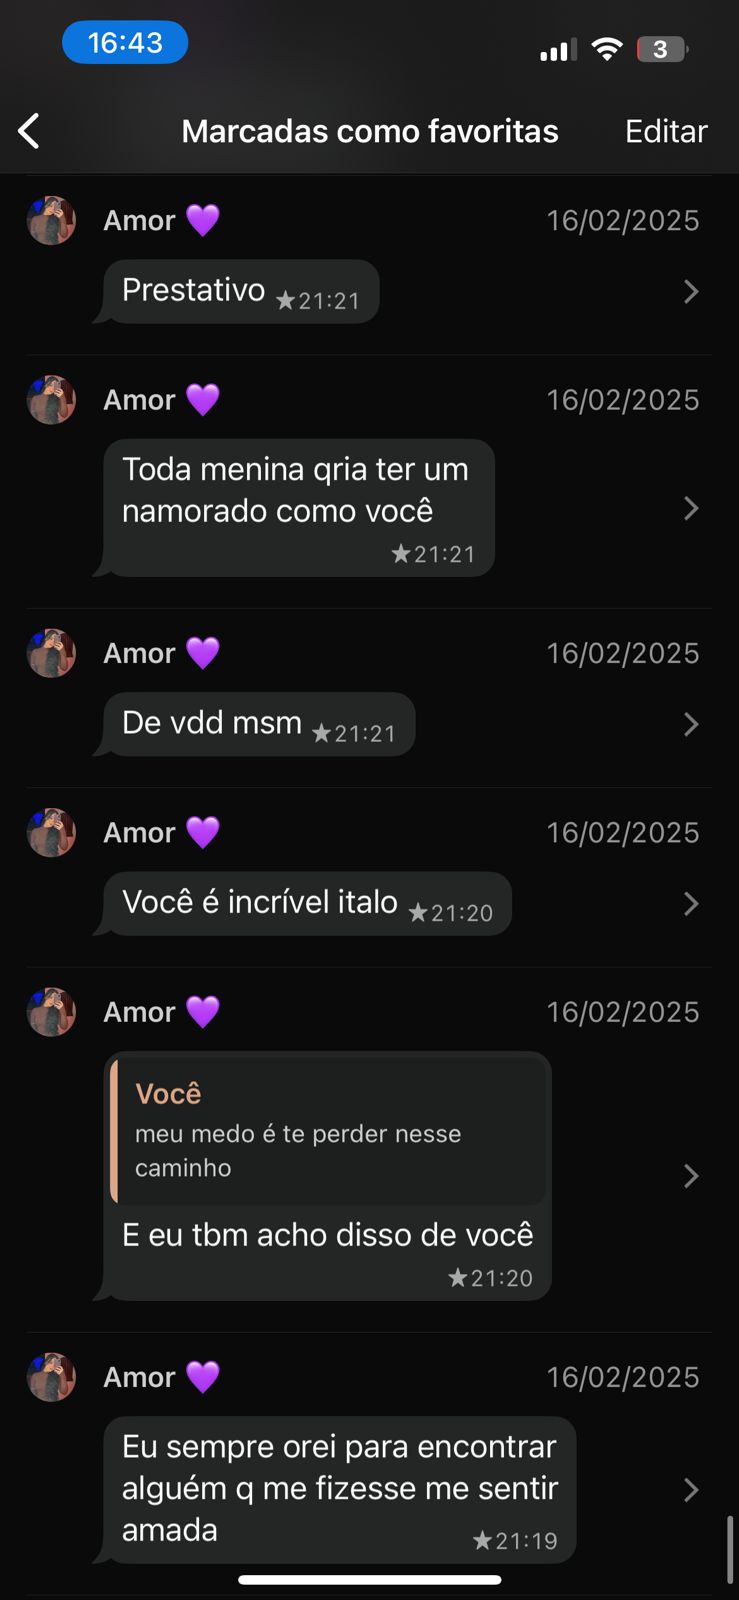 16:43
3
Marcadas como favoritas
Editar
Amor 💜
16/02/2025
Prestativo ★21:21
Amor 💜
16/02/2025
Toda menina qria ter um
namorado como você
★21:21
Amor 💜
16/02/2025
De vdd msm ★21:21
Amor 💜
16/02/2025
Você é incrível italo ★21:20
Amor 💜
16/02/2025
Você
meu medo é te perder nesse
caminho
E eu tbm acho disso de você
★21:20
Amor 💜
16/02/2025
Eu sempre orei para encontrar
alguém q me fizesse me sentir
amada ★21:19